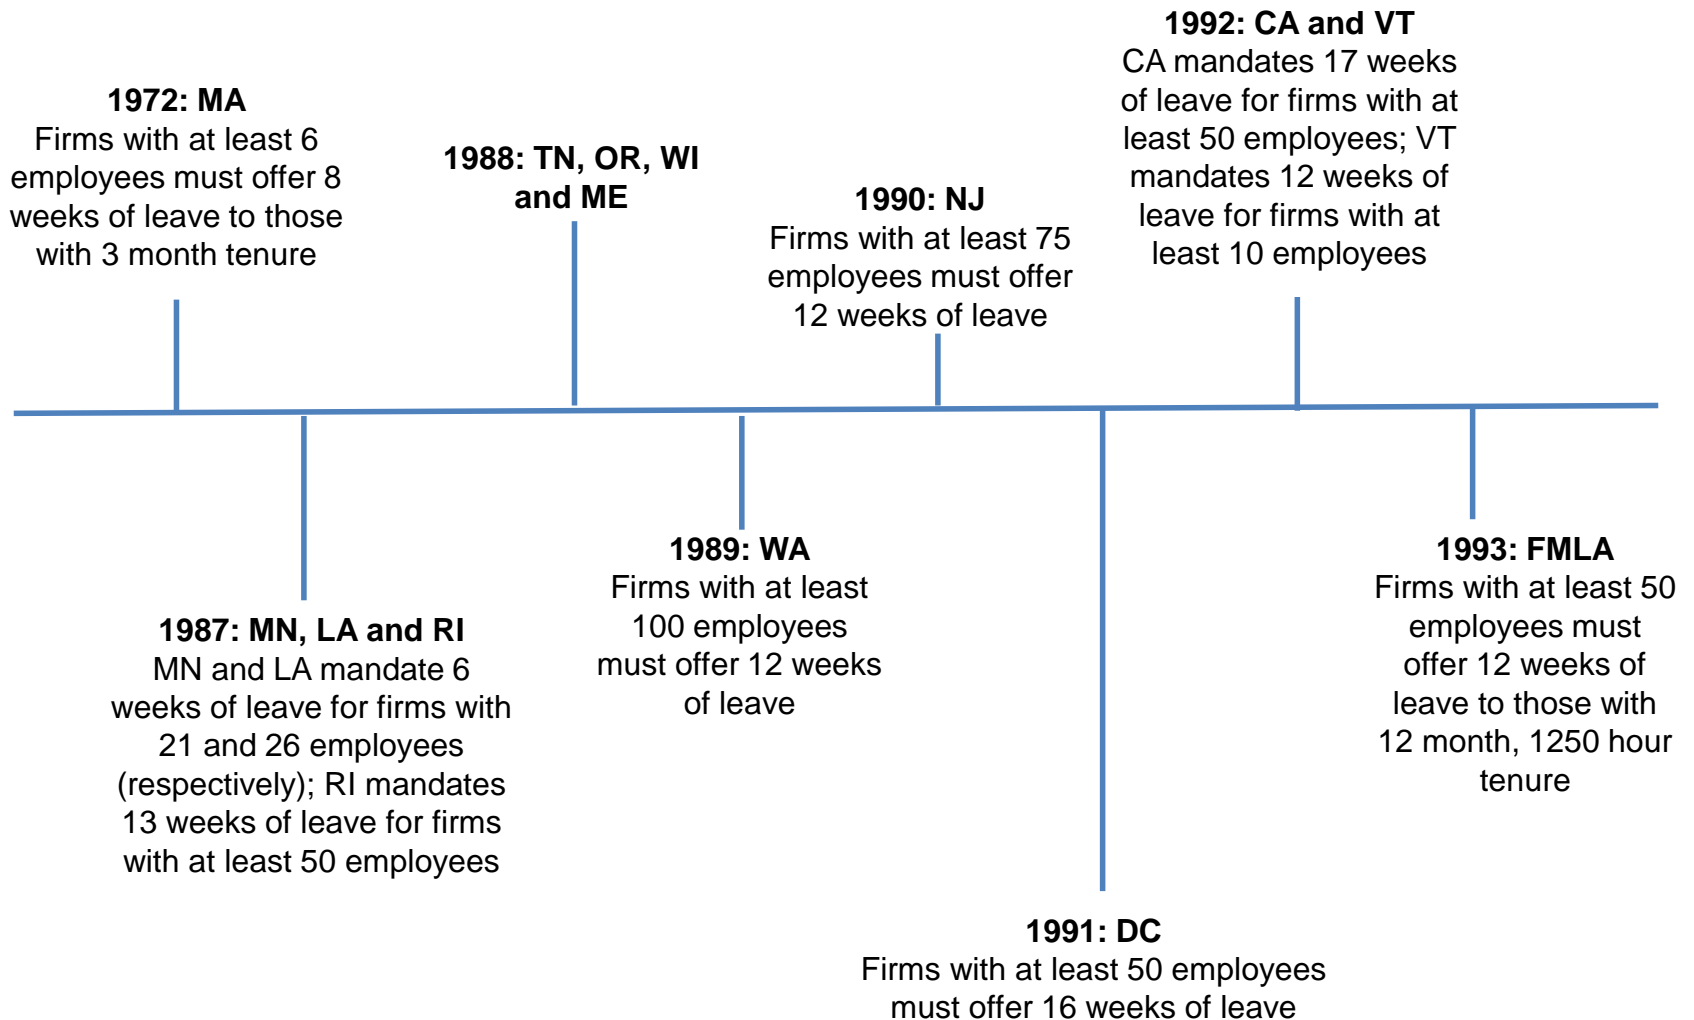 1972: MA
Firms with at least 6
employees must offer 8
weeks of leave to those
with 3 month tenure
1987: MN, LA and RI
MN and LA mandate 6
weeks of leave for firms with
21 and 26 employees
(respectively); RI mandates
13 weeks of leave for firms
with at least 50 employees
1988: TN, OR, WI
and ME
1989: WA
Firms with at least
100 employees
must offer 12 weeks
of leave
1990: NJ
Firms with at least 75
employees must offer
12 weeks of leave
1991: DC
Firms with at least 50 employees
must offer 16 weeks of leave
1992: CA and VT
CA mandates 17 weeks
of leave for firms with at
least 50 employees; VT
mandates 12 weeks of
leave for firms with at
least 10 employees
1993: FMLA
Firms with at least 50
employees must
offer 12 weeks of
leave to those with
12 month, 1250 hour
tenure